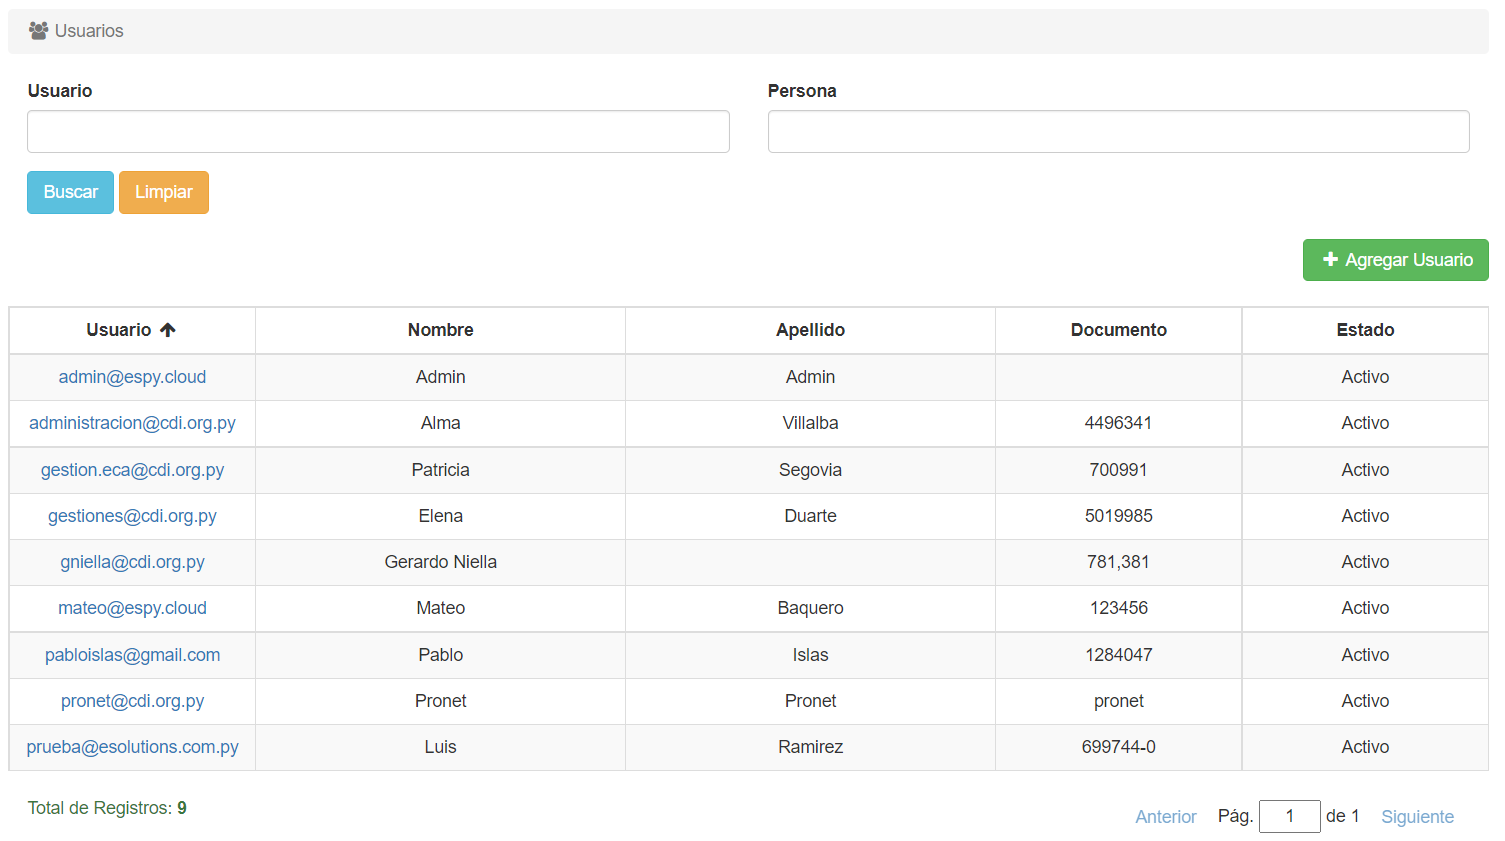 Usuarios
Usuario Persona
Buscar Limpiar
Agregar Usuario
Usuario Nombre Apellido Documento Estado
admin@espy.cloud Admin Admin Activo
administracion@cdi.org.py Alma Villalba 4496341 Activo
gestion.eca@cdi.org.py Patricia Segovia 700991 Activo
gestiones@cdi.org.py Elena Duarte 5019985 Activo
gniella@cdi.org.py Gerardo Niella 781,381 Activo
mateo@espy.cloud Mateo Baquero 123456 Activo
pabloislas@gmail.com Pablo Islas 1284047 Activo
pronet@cdi.org.py Pronet Pronet pronet Activo
prueba@esolutions.com.py Luis Ramirez 699744-0 Activo
Total de Registros: 9
Anterior Pág. 1 de 1 Siguiente